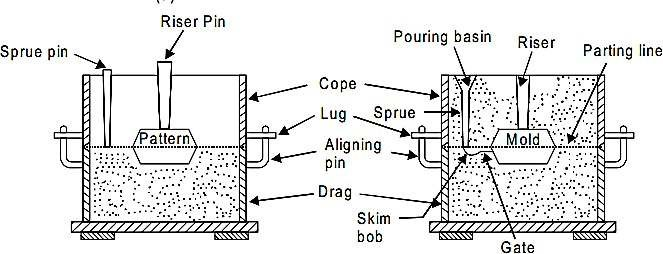 Riser Pin
Sprue pin
Pattern
Cope
Lug
Aligning
pin
Drag
Pouring basin
Riser
Parting line
Sprue
Mold
Skim
bob
Gate